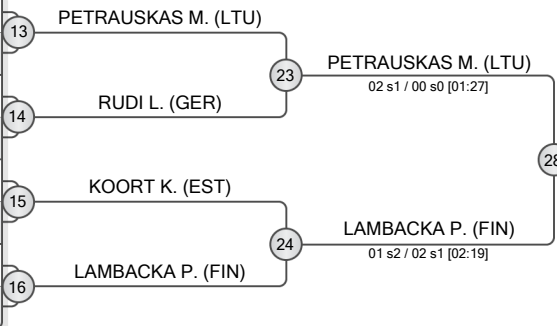 PETRAUSKAS M. (LTU)
13
23
PETRAUSKAS M. (LTU)
02 s1 / 00 s0 [01:27]
RUDI L. (GER)
14
28
KOORT K. (EST)
15
24
LAMBACKA P. (FIN)
01 s2 / 02 s1 [02:19]
LAMBACKA P. (FIN)
16